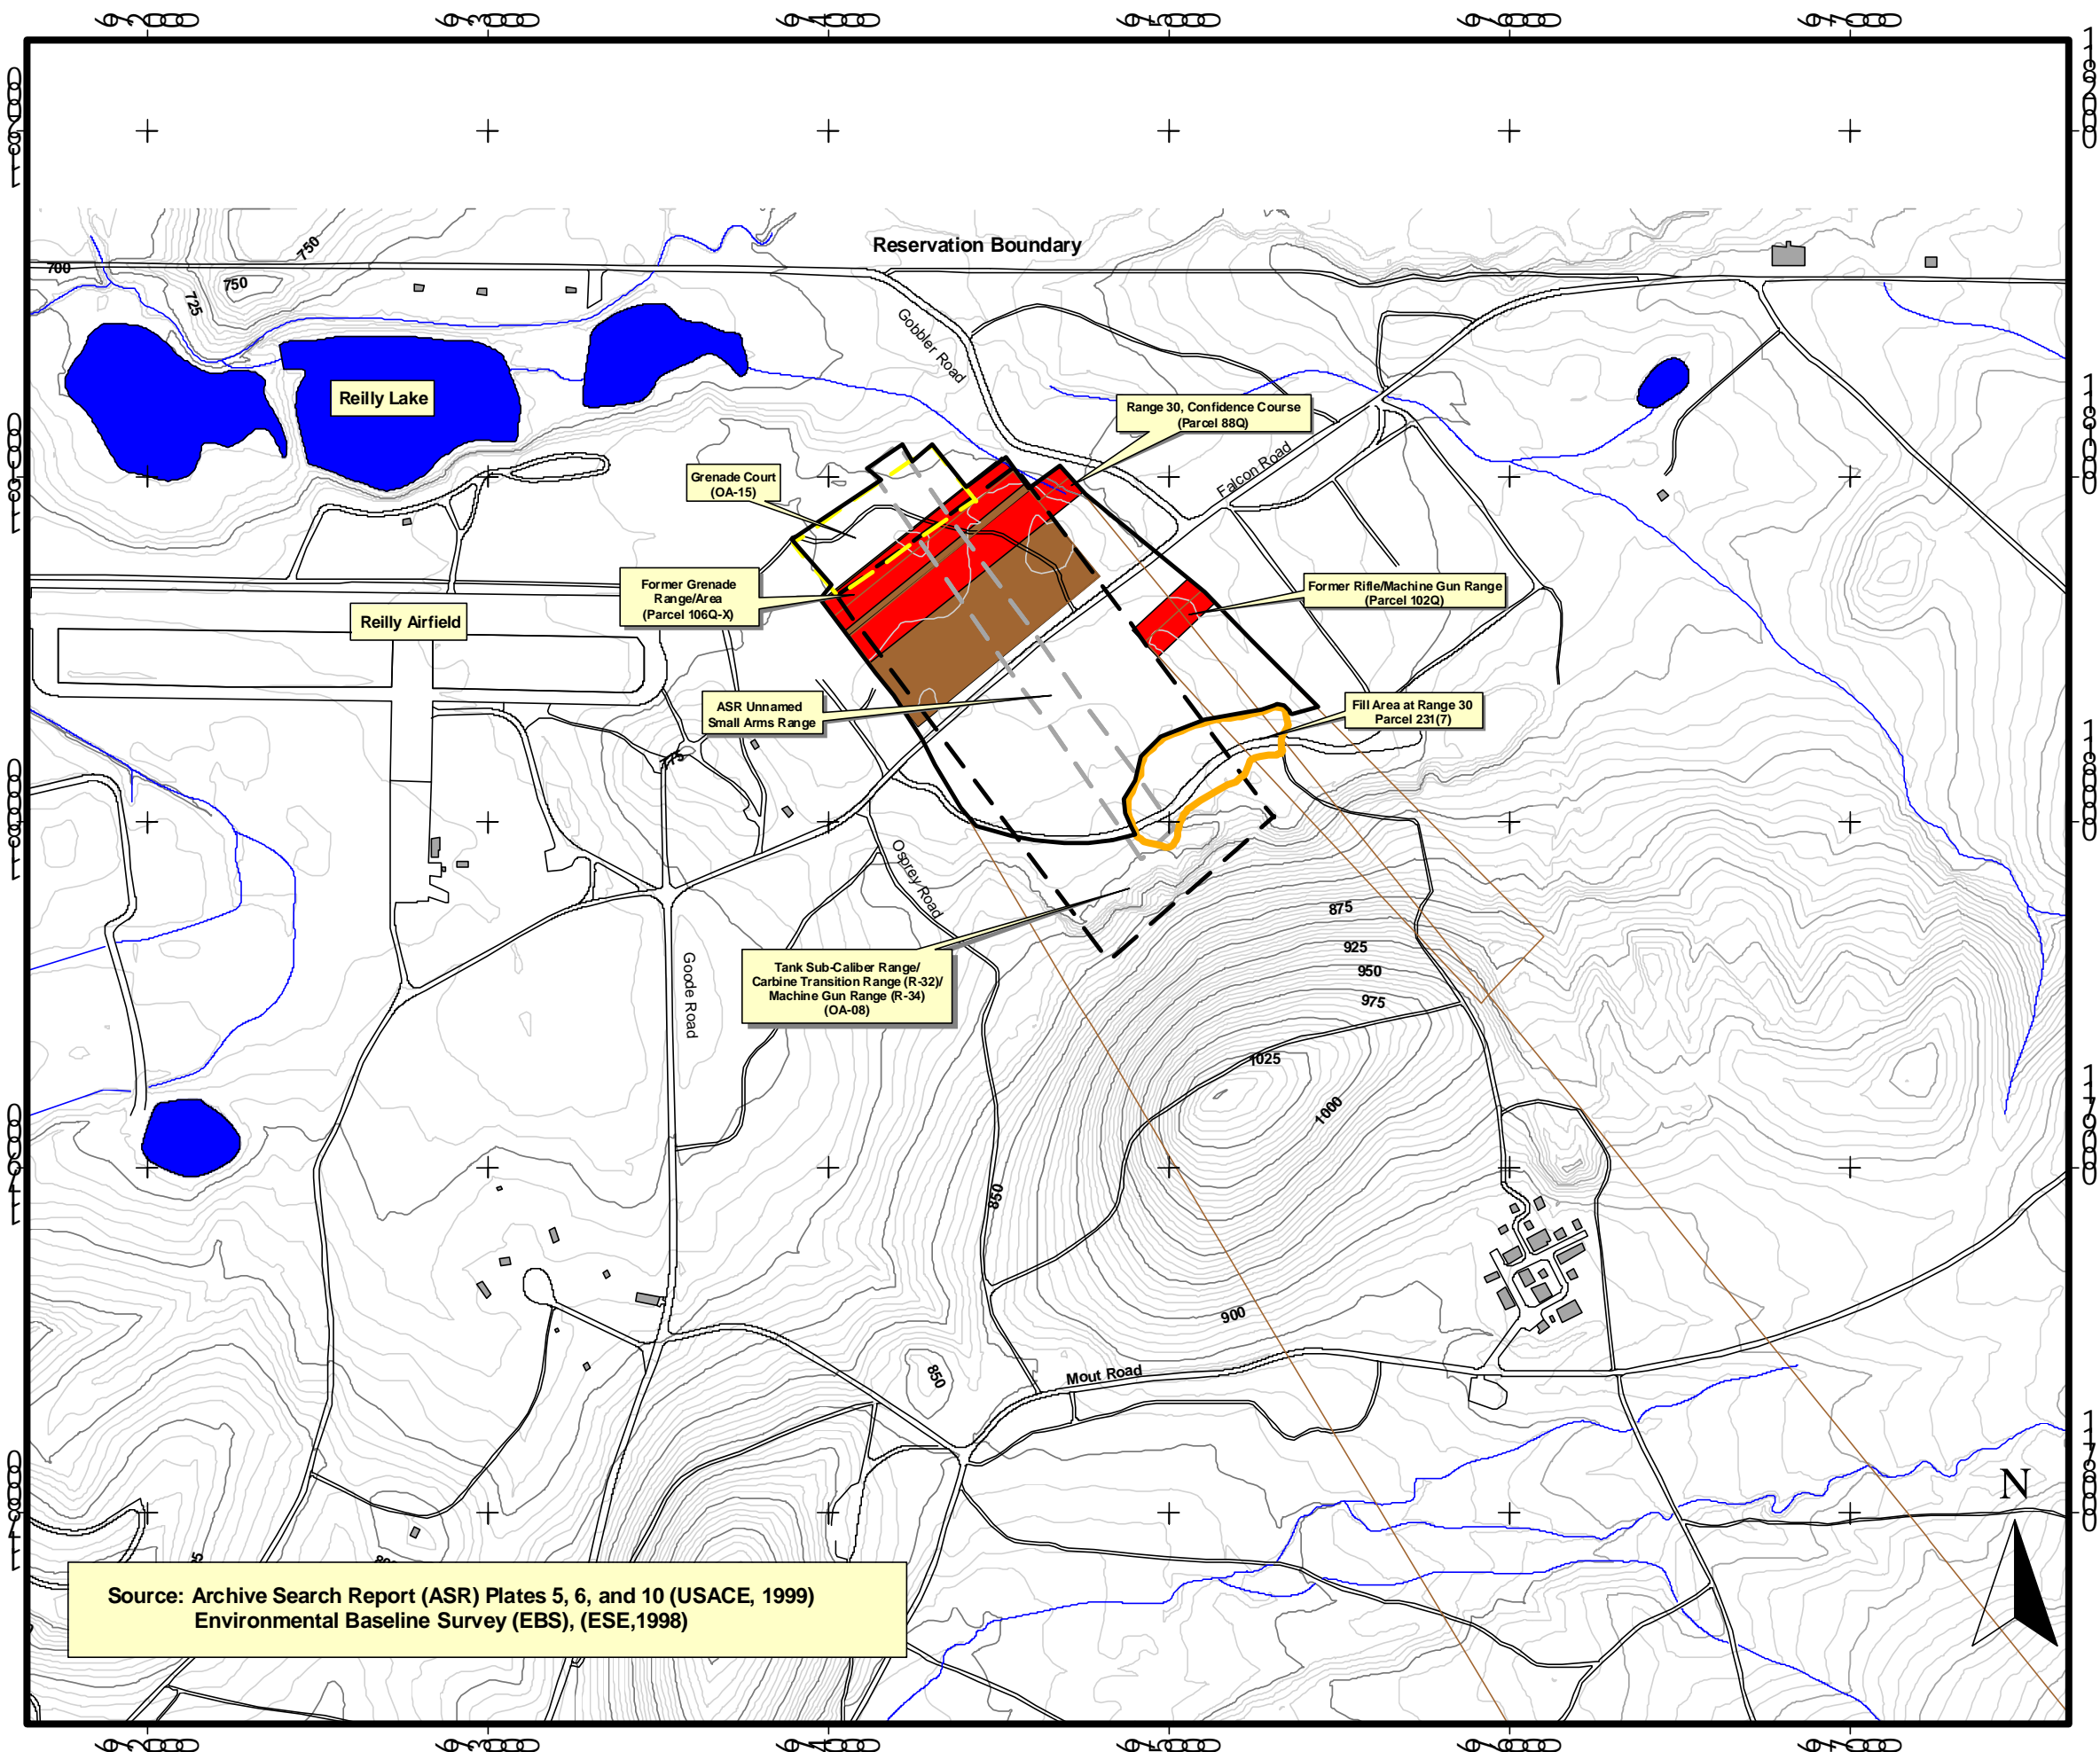 Reservation Boundary
700
750
750
725
Gobbler Road
Reilly Lake
Range 30, Confidence Course
(Parcel 88Q)
Falcon Road
Grenade Court
(OA-15)
Former Grenade
Range/Area
(Parcel 106Q-X)
Former Rifle/Machine Gun Range
(Parcel 102Q)
Reilly Airfield
ASR Unnamed
Small Arms Range
Fill Area at Range 30
Parcel 231(7)
775
Osprey Road
875
925
950
975
Goode Road
Tank Sub-Caliber Range/
Carbine Transition Range (R-32)/
Machine Gun Range (R-34)
(OA-08)
1025
1000
850
900
850
Mout Road
N
Source: Archive Search Report (ASR) Plates 5, 6, and 10 (USACE, 1999)
Environmental Baseline Survey (EBS), (ESE,1998)